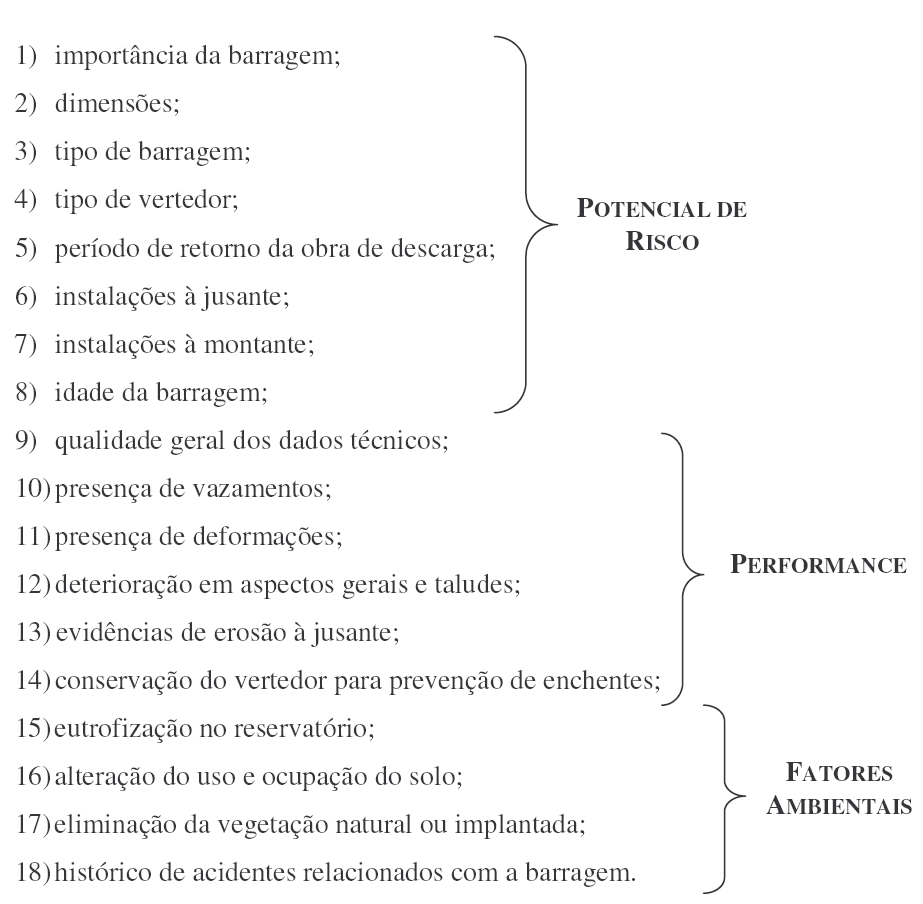 1) importância da barragem;
2) dimensões;
3) tipo de barragem;
4) tipo de vertedor;
5) período de retorno da obra de descarga;
6) instalações à jusante;
7) instalações à montante;
8) idade da barragem;
POTENCIAL DE
RISCO
9) qualidade geral dos dados técnicos;
10) presença de vazamentos;
11) presença de deformações;
12) deterioração em aspectos gerais e taludes;
13) evidências de erosão à jusante;
14) conservação do vertedor para prevenção de enchentes;
PERFORMANCE
15) eutrofização no reservatório;
16) alteração do uso e ocupação do solo;
17) eliminação da vegetação natural ou implantada;
18) histórico de acidentes relacionados com a barragem.
FATORES
AMBIENTAIS